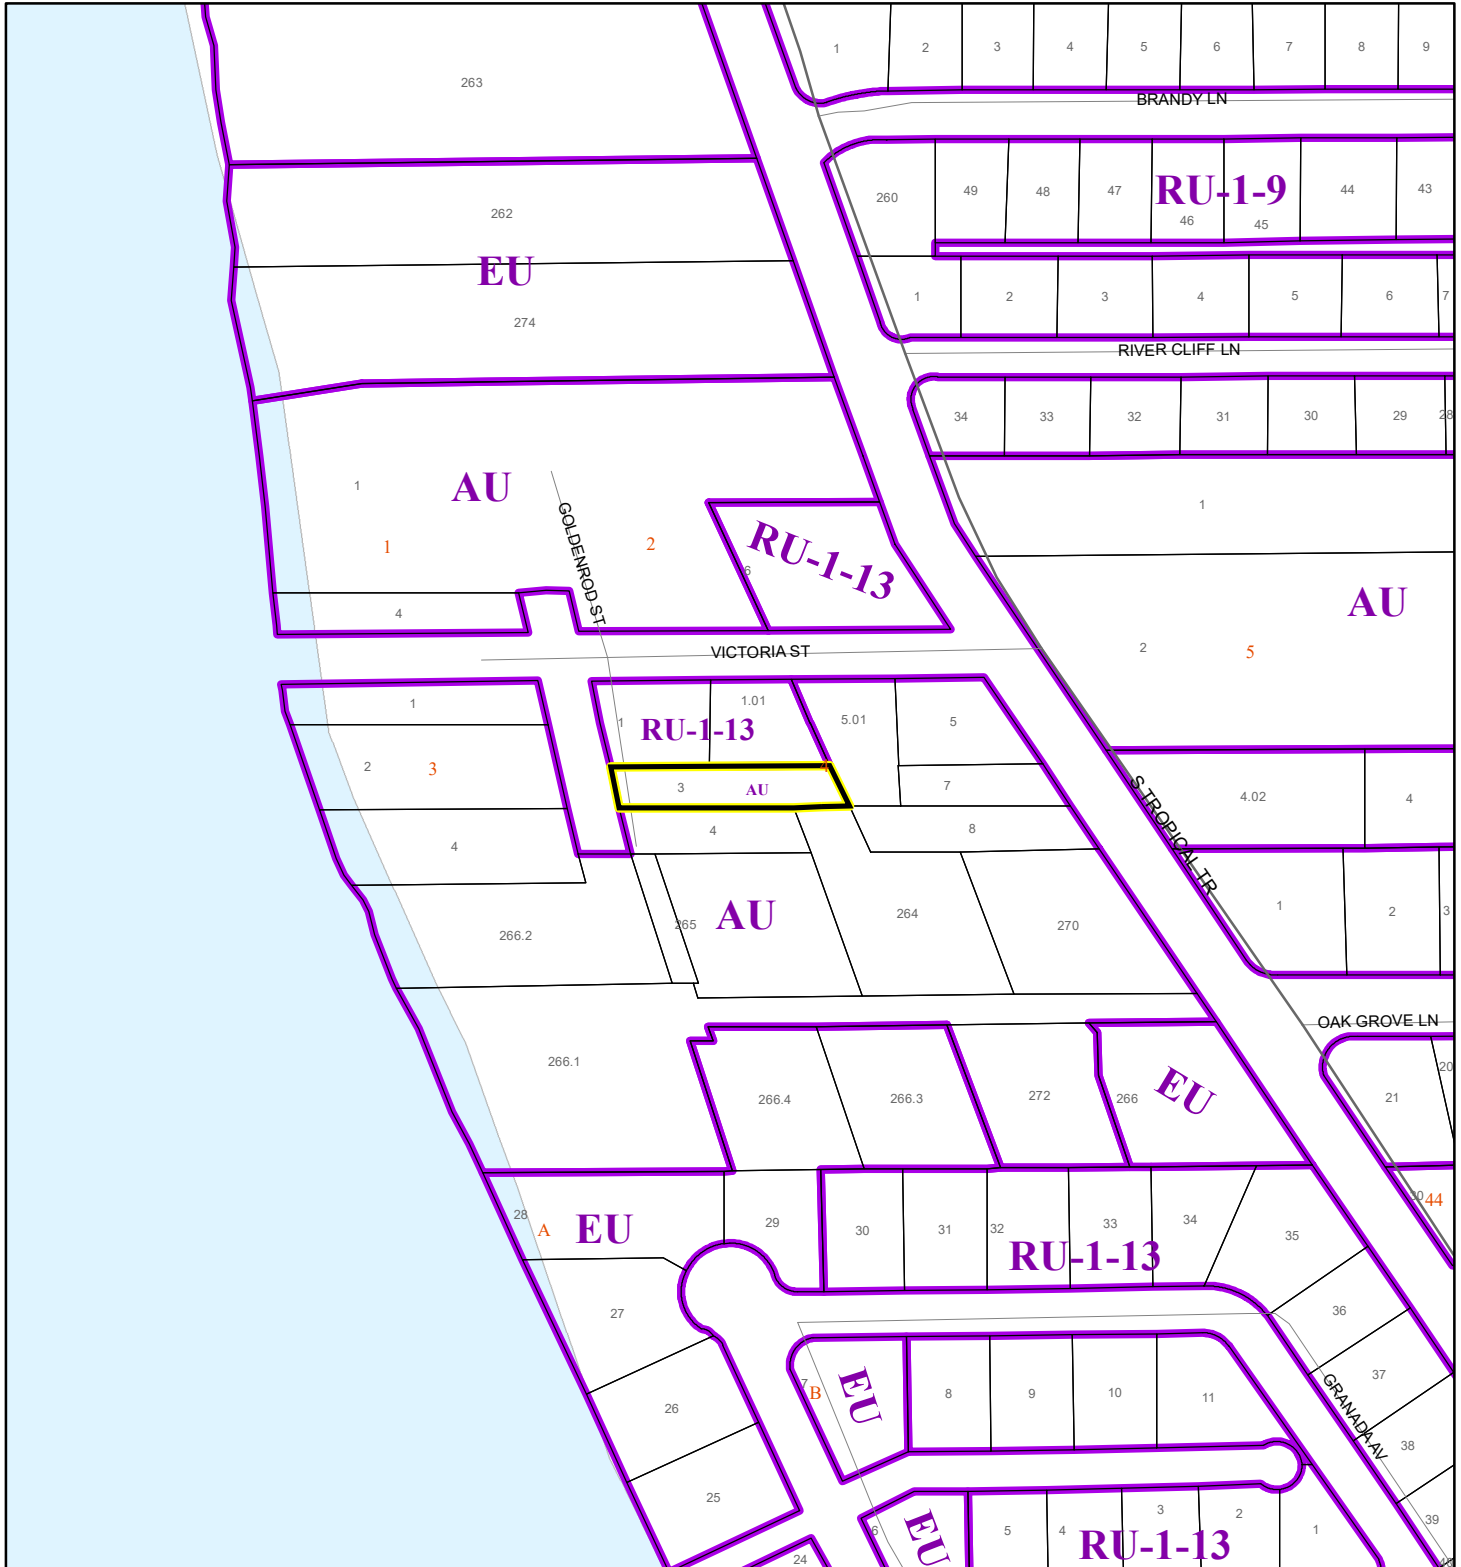 1 2 3 4 5 6 7 8 9
263
BRANDY LN
260 49 48 47 RU-1-9 44 43
46 45
262
EU
274
1 2 3 4 5 6 7
RIVER CLIFF LN
34 33 32 31 30 29 28
1 AU
1
GOLDENROD ST
1 2
RU-1-13
6
4
AU
2 5
VICTORIA ST
1
1 1.01 5.01 5
RU-1-13
2 3
4
3 AU 7
4 8
4
S TROPICAL TR
4.02 4
1 2 3
266.2 265 AU 264 270
OAK GROVE LN
266.1
266.4 266.3 272 266 EU
21 20
44
28 A EU 29 30 31 32 33 34 35
RU-1-13
27
36
37
GRANADA AV
7 B EU 8 9 10 11
26
38
25
6 EU 5 4 3 2 1 39
RU-1-13
24